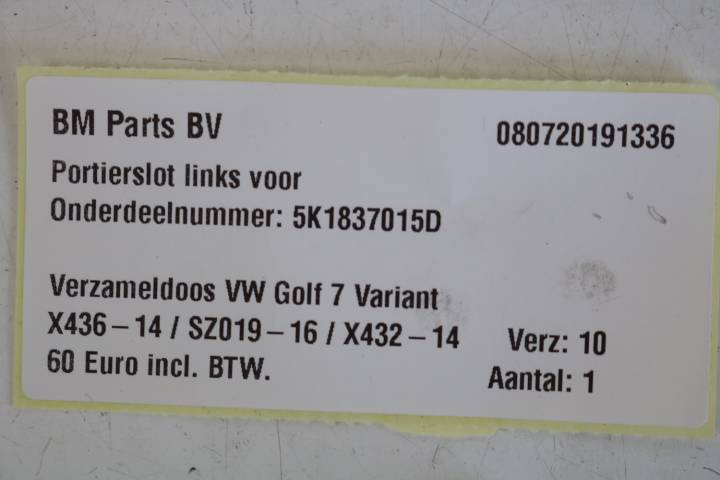 BM Parts BV 080720191336
Portierslot links voor
Onderdeelnummer: 5K1837015D
Verzameldoos VW Golf 7 Variant
X436-14 / SZ019-16 / X432-14 Verz: 10
60 Euro incl. BTW. Aantal: 1